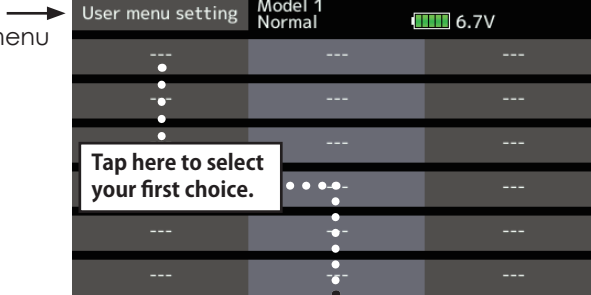 User menu setting Model 1
Normal 6.7V
menu
--- --- ---
--- --- ---
--- ---
Tap here to select
your first choice.
--- ---
--- --- ---
--- --- ---